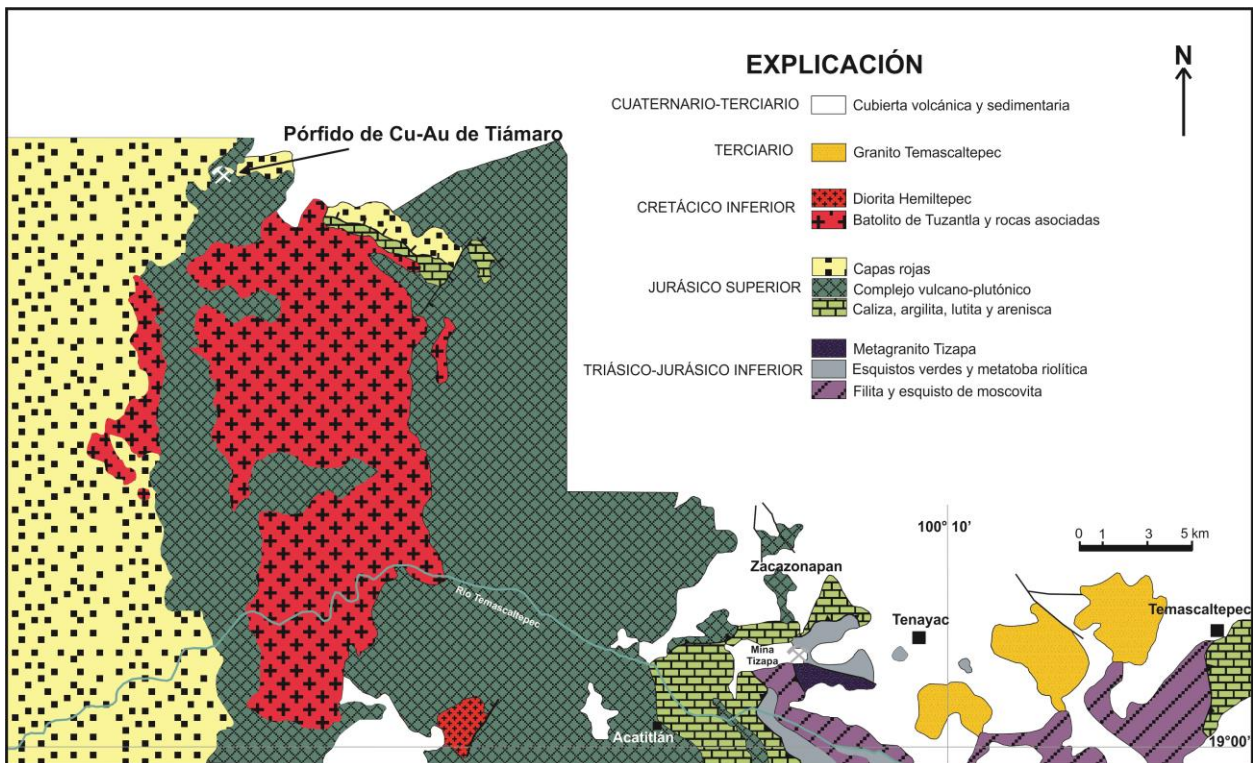 EXPLICACIÓN
N
CUATERNARIO-TERCIARIO
Cubierta volcánica y sedimentaria
Pórfido de Cu-Au de Tiámaro
TERCIARIO
Granito Temascaltepec
CRETÁCICO INFERIOR
Diorita Hemiltepec
Batolito de Tuzantla y rocas asociadas
JURÁSICO SUPERIOR
Capas rojas
Complejo vulcano-plutónico
Caliza, argilita, lutita y arenisca
TRIÁSICO-JURÁSICO INFERIOR
Metagranito Tizapa
Esquistos verdes y metatoba riolítica
Filita y esquisto de moscovita
100° 10'
0 1 3 5 km
Zacazonapan
Río Temascaltepec
Tenayac
Temascaltepec
Mina
Tizapa
Acatitlán
19°00'